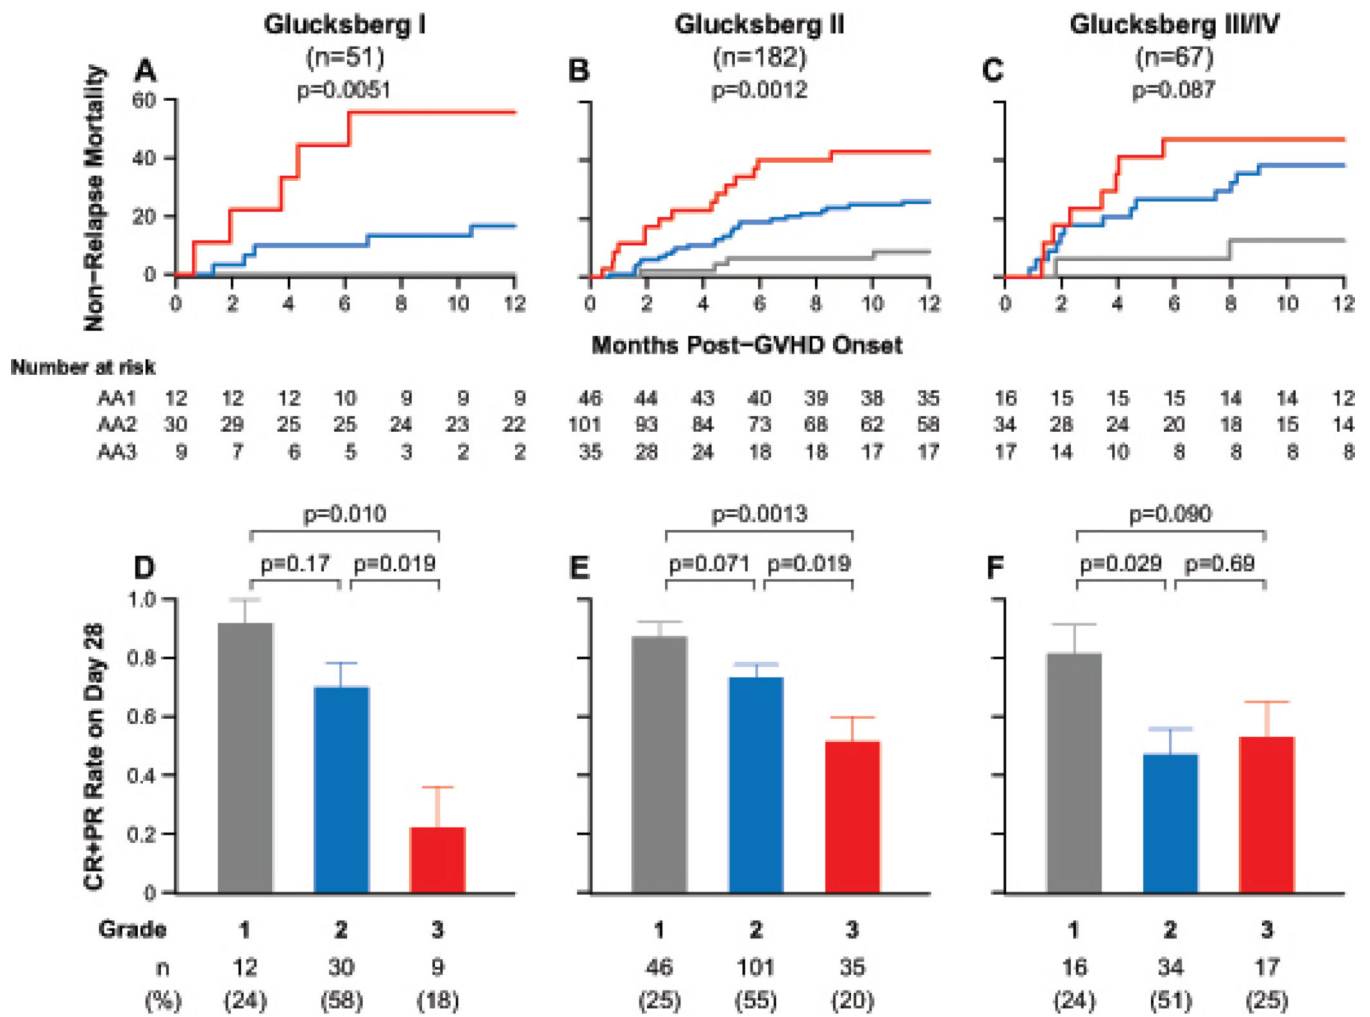 Glucksberg I
(n=51)
Glucksberg II
(n=182)
Glucksberg III/IV
(n=67)
A
p=0.0051
B
p=0.0012
C
p=0.087
Non-Relapse Mortality
60
40
20
0
0 2 4 6 8 10 12
0 2 4 6 8 10 12
0 2 4 6 8 10 12
Months Post-GVHD Onset
Number at risk
AA1 12 12 12 10 9 9 9 46 44 43 40 39 38 35 16 15 15 15 14 14 12
AA2 30 29 25 25 24 23 22 101 93 84 73 68 62 58 34 28 24 20 18 15 14
AA3 9 7 6 5 3 2 2 35 28 24 18 18 17 17 17 14 10 8 8 8 8
D
p=0.010
p=0.17 p=0.019
E
p=0.0013
p=0.071 p=0.019
F
p=0.090
p=0.029 p=0.69
CR+PR Rate on Day 28
1.0
0.8
0.6
0.4
0.2
0
Grade 1 2 3 1 2 3 1 2 3
n 12 30 9 46 101 35 16 34 17
(%) (24) (58) (18) (25) (55) (20) (24) (51) (25)